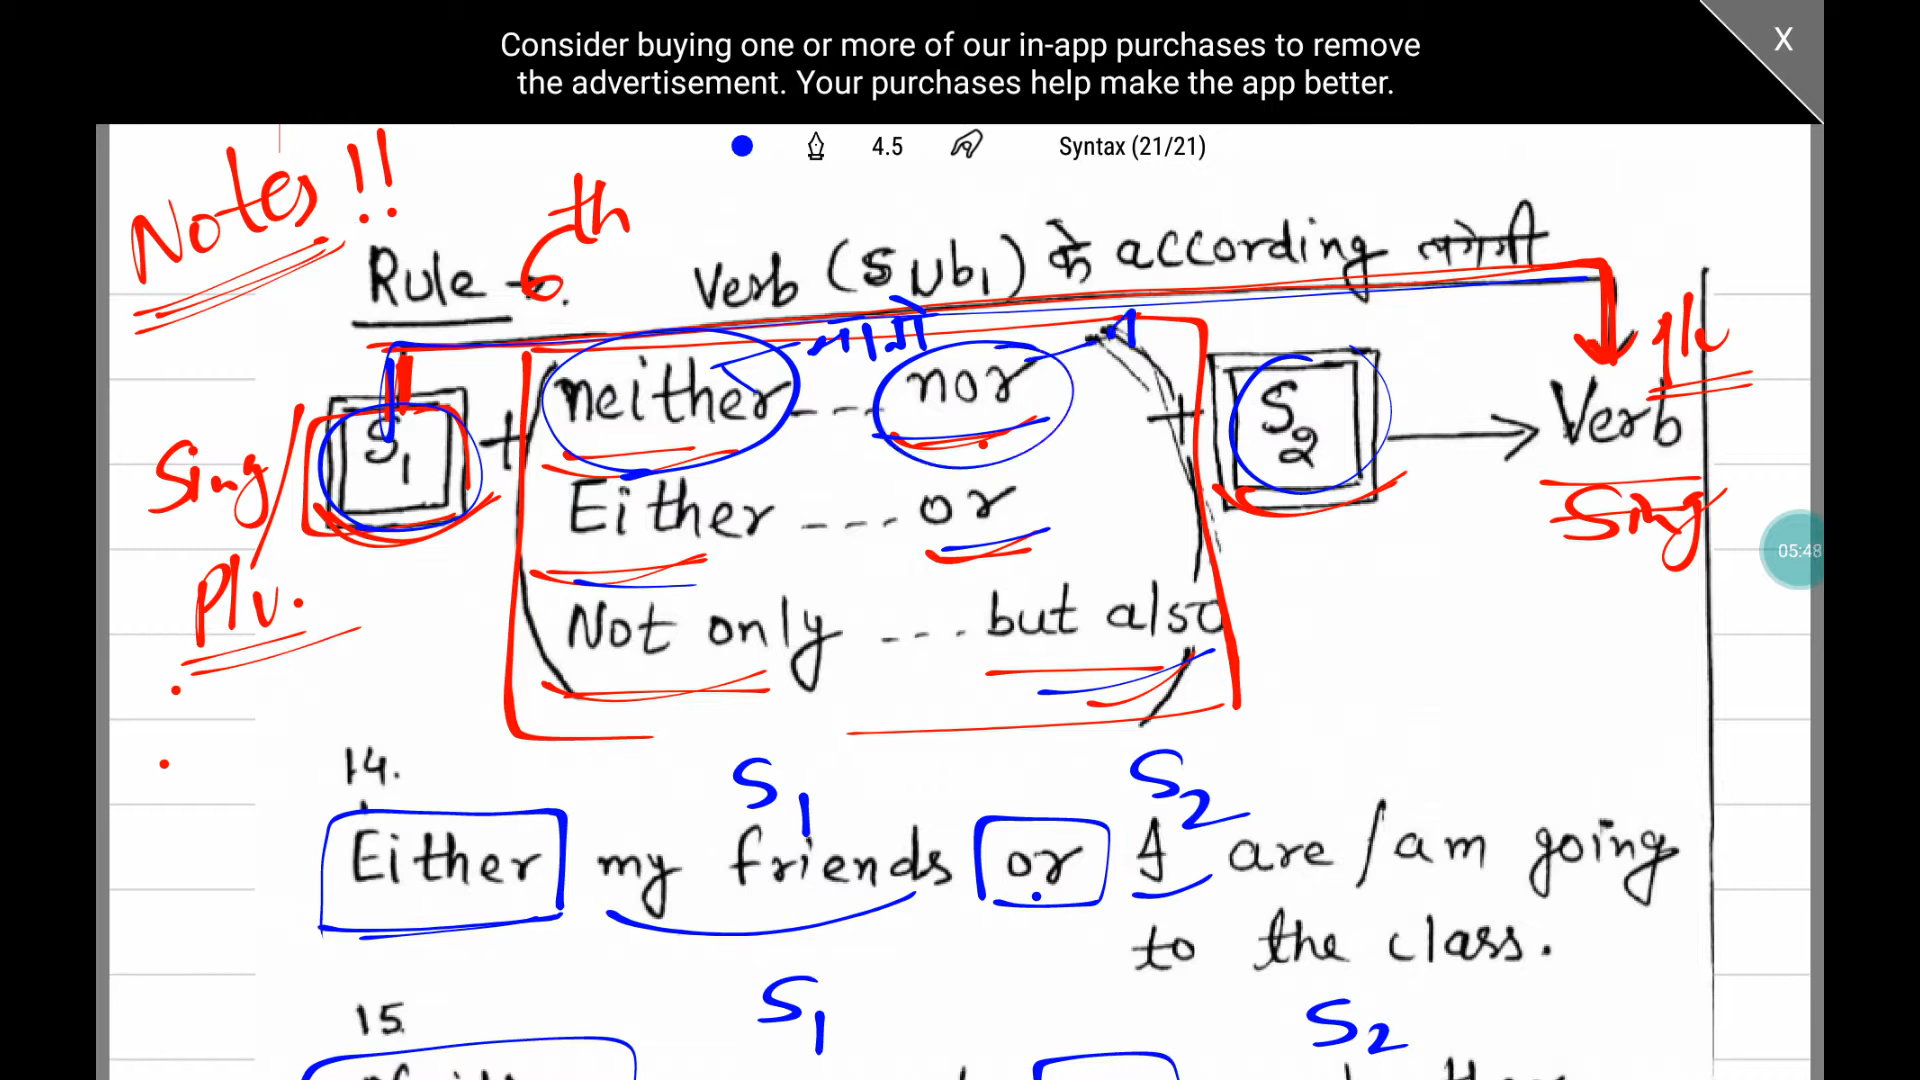 Consider buying one or more of our in-app purchases to remove
the advertisement. Your purchases help make the app better.
X
4.5 Syntax (21/21)
Notes !!
Rule → 6th Verb (Sub1) के according लगेगी
S1 + neither ---- nor + S2 → Verb
Plu
Sing/
Plu.
Either ---- or
Sing
05:48
Not only ---- but also
14.
S1 S2
Either my friends or I are/am going
to the class.
S1
15.
S2